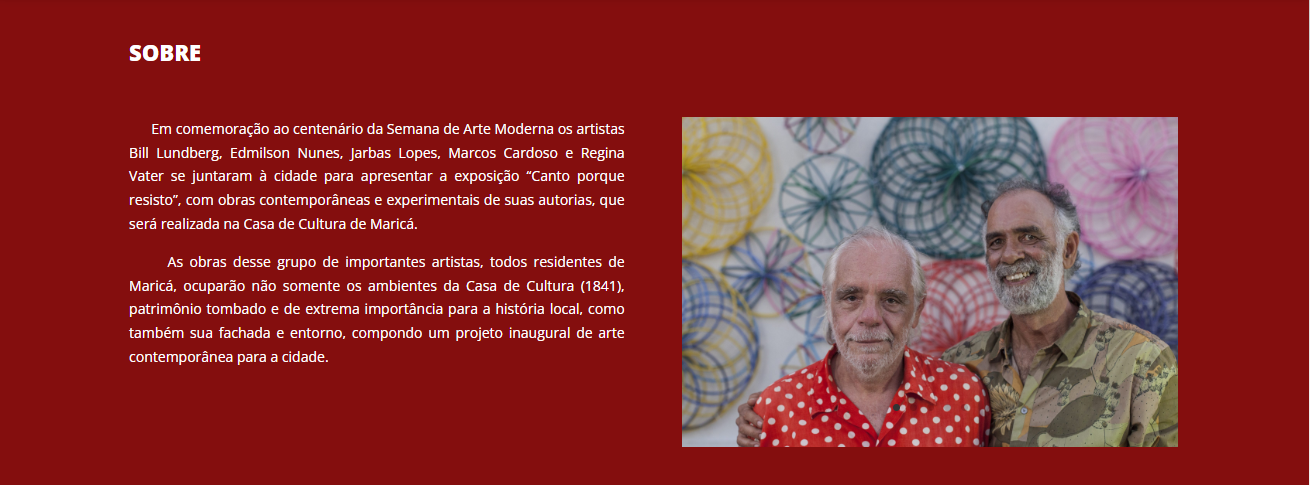 SOBRE
Em comemoração ao centenário da Semana de Arte Moderna os artistas
Bill Lundberg, Edmilson Nunes, Jarbas Lopes, Marcos Cardoso e Regina
Vater se juntaram à cidade para apresentar a exposição “Canto porque
resisto”, com obras contemporâneas e experimentais de suas autorias, que
será realizada na Casa de Cultura de Maricá.
As obras desse grupo de importantes artistas, todos residentes de
Maricá, ocuparão não somente os ambientes da Casa de Cultura (1841),
patrimônio tombado e de extrema importância para a história local, como
também sua fachada e entorno, compondo um projeto inaugural de arte
contemporânea para a cidade.